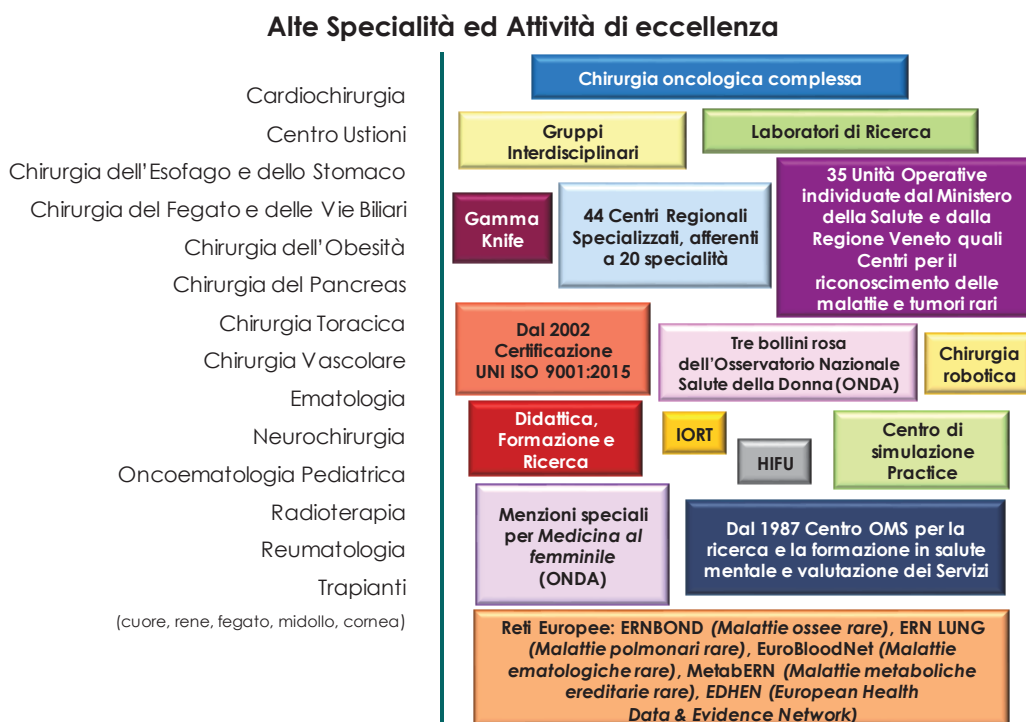 Alte Specialità ed Attività di eccellenza
Cardiochirurgia
Centro Ustioni
Chirurgia dell'Esofago e dello Stomaco
Chirurgia del Fegato e delle Vie Biliari
Chirurgia dell'Obesità
Chirurgia del Pancreas
Chirurgia Toracica
Chirurgia Vascolare
Ematologia
Neurochirurgia
Oncoematologia Pediatrica
Radioterapia
Reumatologia
Trapianti
(cuore, rene, fegato, midollo, cornea)
Chirurgia oncologica complessa
Gruppi
Interdisciplinari
Laboratori di Ricerca
Gamma
Knife
44 Centri Regionali
Specializzati, afferenti
a 20 specialità
35 Unità Operative
individuate dal Ministero
della Salute e dalla
Regione Veneto quali
Centri per il
riconoscimento delle
malattie e tumori rari
Dal 2002
Certificazione
UNI ISO 9001:2015
Tre bollini rosa
dell'Osservatorio Nazionale
Salute della Donna (ONDA)
Chirurgia
robotica
Didattica,
Formazione e
Ricerca
IORT
HIFU
Centro di
simulazione
Practice
Menzioni speciali
per Medicina al
femminile
(ONDA)
Dal 1987 Centro OMS per la
ricerca e la formazione in salute
mentale e valutazione dei Servizi
Reti Europee: ERNBOND (Malattie ossee rare), ERN LUNG
(Malattie polmonari rare), EuroBloodNet (Malattie
ematologiche rare), MetabERN (Malattie metaboliche
ereditarie rare), EDHEN (European Health
Data & Evidence Network)